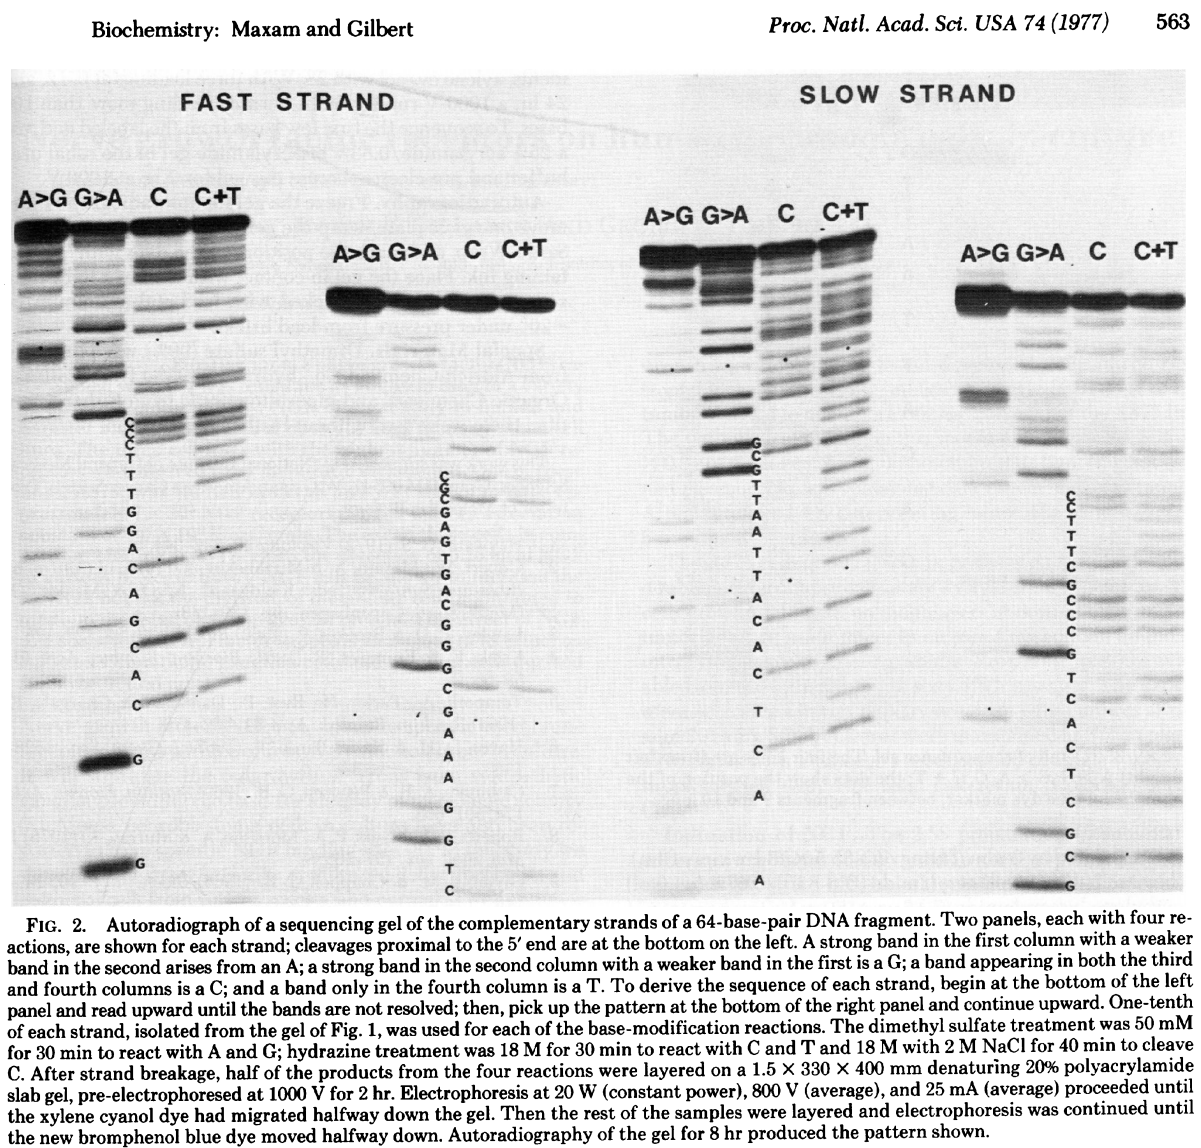 Biochemistry: Maxam and Gilbert
Proc. Natl. Acad. Sci. USA 74 (1977) 563
FAST STRAND
SLOW STRAND
A>G G>A C C+T
A>G G>A C C+T
A>G G>A C C+T
A>G G>A C C+T
C
C
C
T
T
T
G
G
A
C
A
G
C
A
C
G
G
C
G
C
G
A
G
T
G
A
C
G
G
G
C
G
A
A
A
G
G
T
C
G
C
G
T
T
A
A
T
T
A
C
A
C
T
C
A
A
C
C
T
T
T
C
G
C
C
C
G
T
C
A
C
T
C
G
C
G
FIG. 2. Autoradiograph of a sequencing gel of the complementary strands of a 64-base-pair DNA fragment. Two panels, each with four re-
actions, are shown for each strand; cleavages proximal to the 5′ end are at the bottom on the left. A strong band in the first column with a weaker
band in the second arises from an A; a strong band in the second column with a weaker band in the first is a G; a band appearing in both the third
and fourth columns is a C; and a band only in the fourth column is a T. To derive the sequence of each strand, begin at the bottom of the left
panel and read upward until the bands are not resolved; then, pick up the pattern at the bottom of the right panel and continue upward. One-tenth
of each strand, isolated from the gel of Fig. 1, was used for each of the base-modification reactions. The dimethyl sulfate treatment was 50 mM
for 30 min to react with A and G; hydrazine treatment was 18 M for 30 min to react with C and T and 18 M with 2 M NaCl for 40 min to cleave
C. After strand breakage, half of the products from the four reactions were layered on a 1.5 × 330 × 400 mm denaturing 20% polyacrylamide
slab gel, pre-electrophoresed at 1000 V for 2 hr. Electrophoresis at 20 W (constant power), 800 V (average), and 25 mA (average) proceeded until
the xylene cyanol dye had migrated halfway down the gel. Then the rest of the samples were layered and electrophoresis was continued until
the new bromphenol blue dye moved halfway down. Autoradiography of the gel for 8 hr produced the pattern shown.